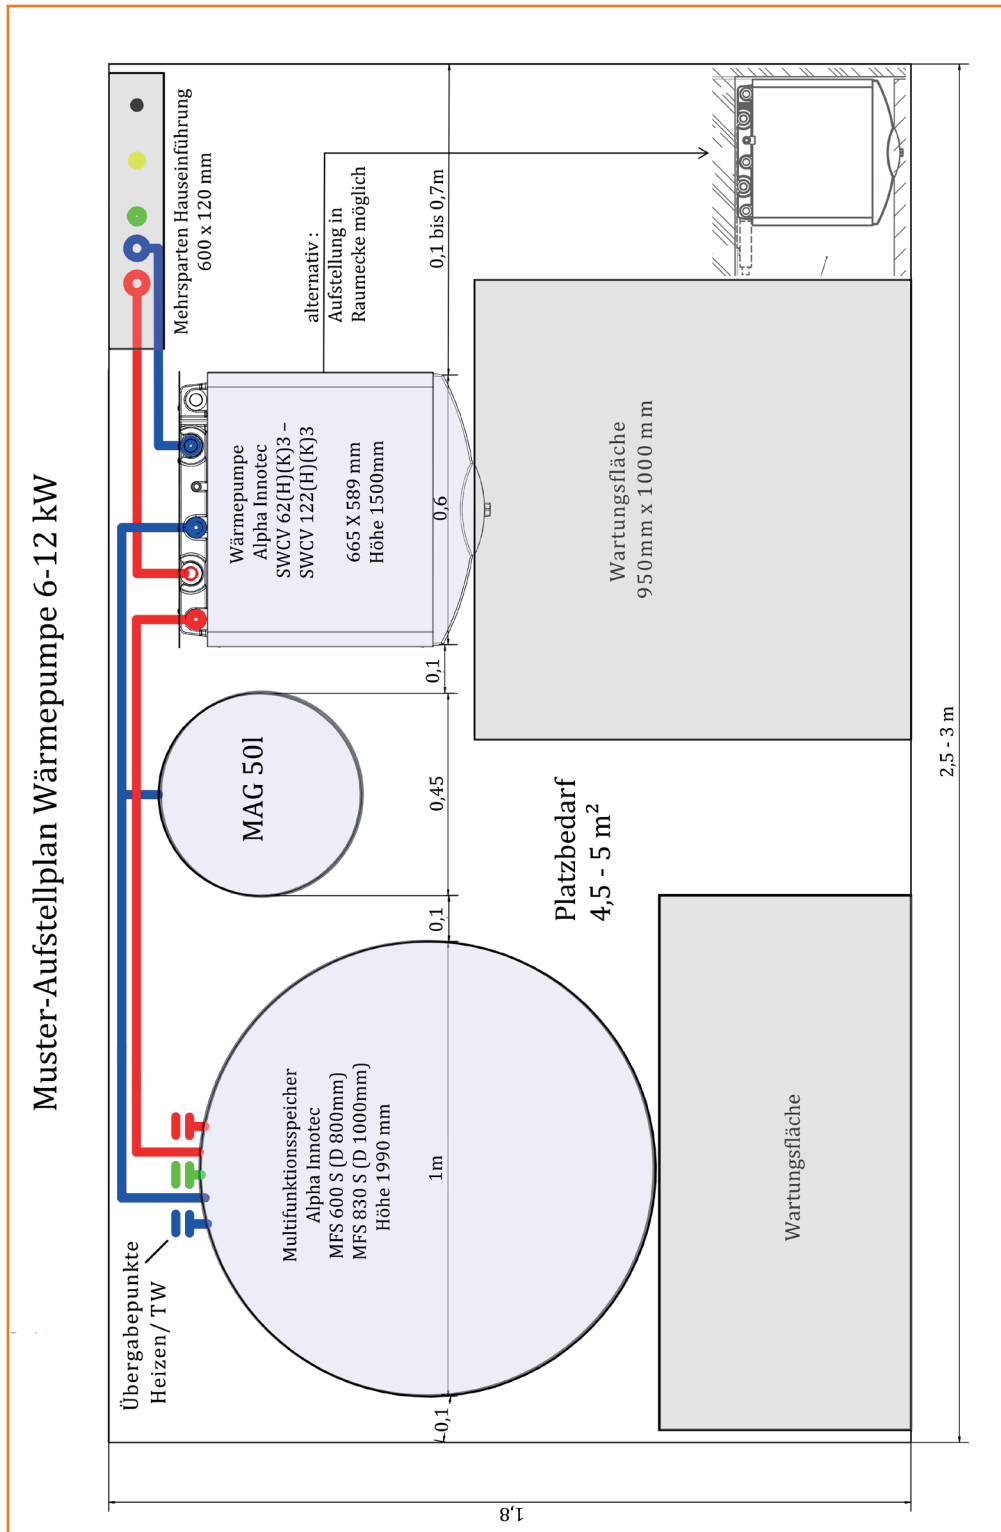 Muster-Aufstellplan Wärmepumpe 6-12 kW
Übergabepunkte
Heizen/ TW
Multifunktionsspeicher
Alpha Innotec
MFS 600 S (D 800mm)
MFS 830 S (D 1000mm)
Höhe 1990 mm
MAG 50l
Wärmepumpe
Alpha Innotec
SWCV 62(H)(K)3 –
SWCV 122(H)(K)3
665 X 589 mm
Höhe 1500mm
Mehrsparten Hauseinführung
600 x 120 mm
alternativ :
Aufstellung in
Raumecke möglich
0,1
1m
0,1
0,45
0,1
0,6
0,1 bis 0,7m
Platzbedarf
4,5 - 5 m²
Wartungsfläche
950mm x 1000 mm
Wartungsfläche
2,5 - 3 m
1,8